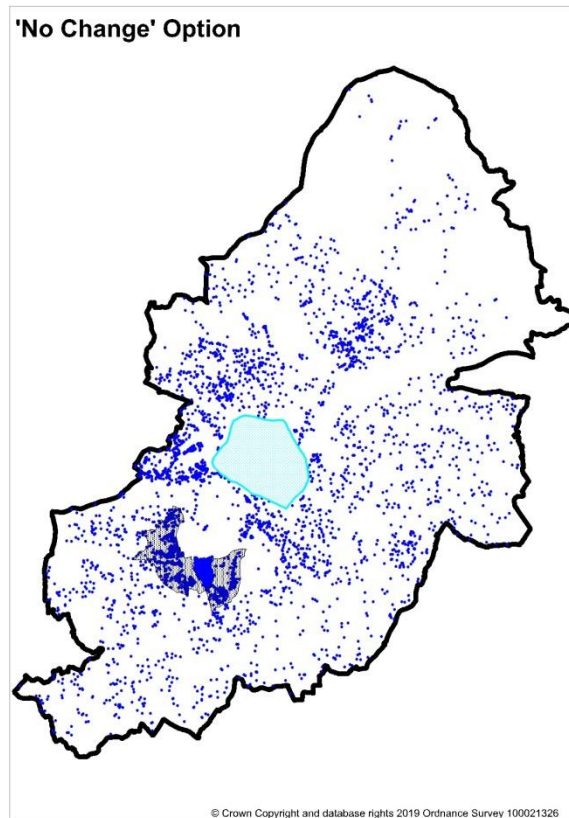 'No Change' Option
© Crown Copyright and database rights 2019 Ordnance Survey 100021326